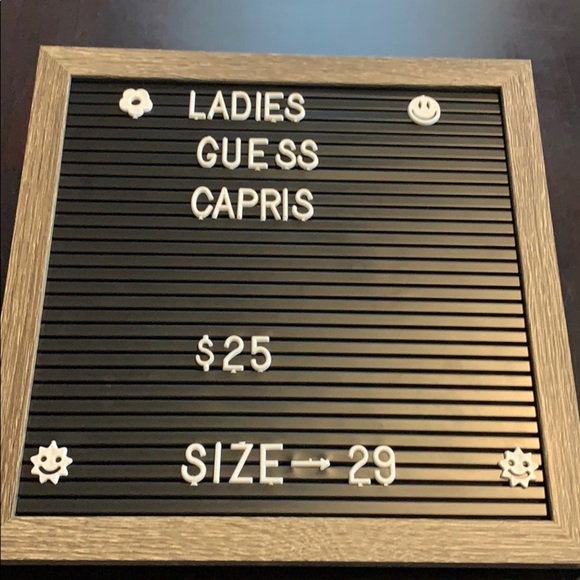 LADIES
GUESS
CAPRIS
$25
SIZE → 29